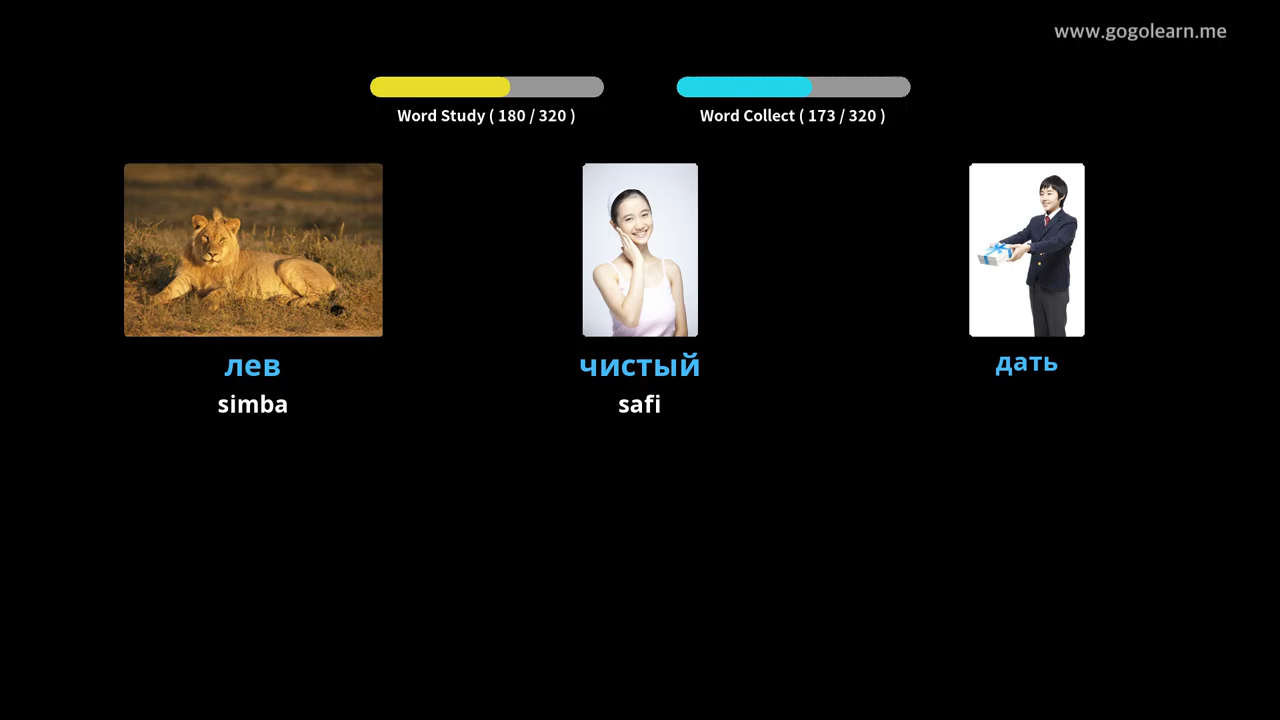 www.gogolearn.me
Word Study ( 180 / 320 )
Word Collect ( 173 / 320 )
лев
simba
чистый
safi
дать